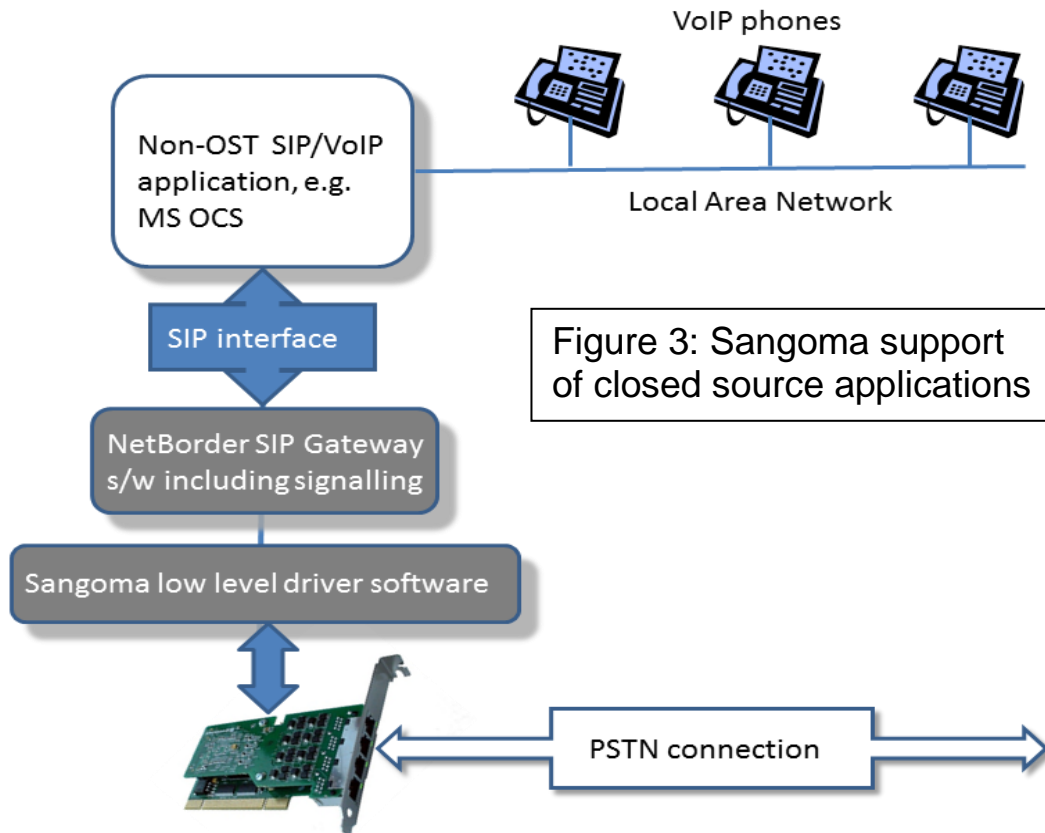 VoIP phones
Non-OST SIP/VoIP
application, e.g.
MS OCS
Local Area Network
SIP interface
Figure 3: Sangoma support
of closed source applications
NetBorder SIP Gateway
s/w including signalling
Sangoma low level driver software
PSTN connection